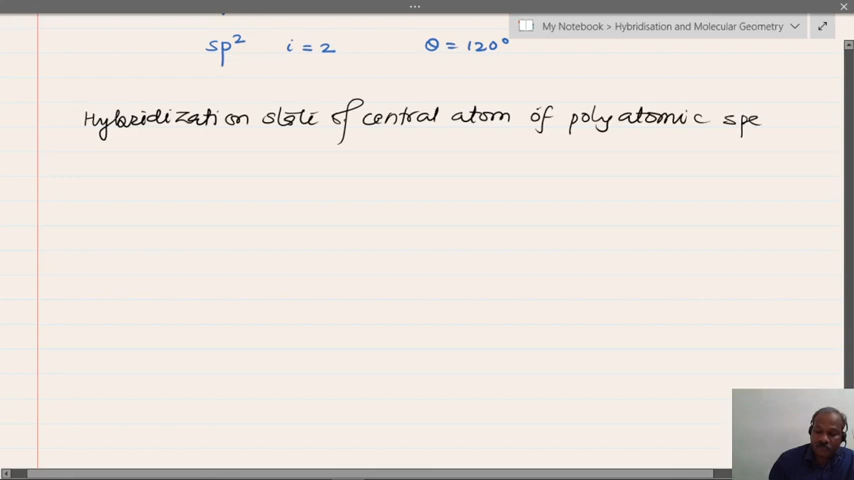 ...
My Notebook > Hybridisation and Molecular Geometry
sp² i = 2 θ = 120°
Hybridization state of central atom of polyatomic spe